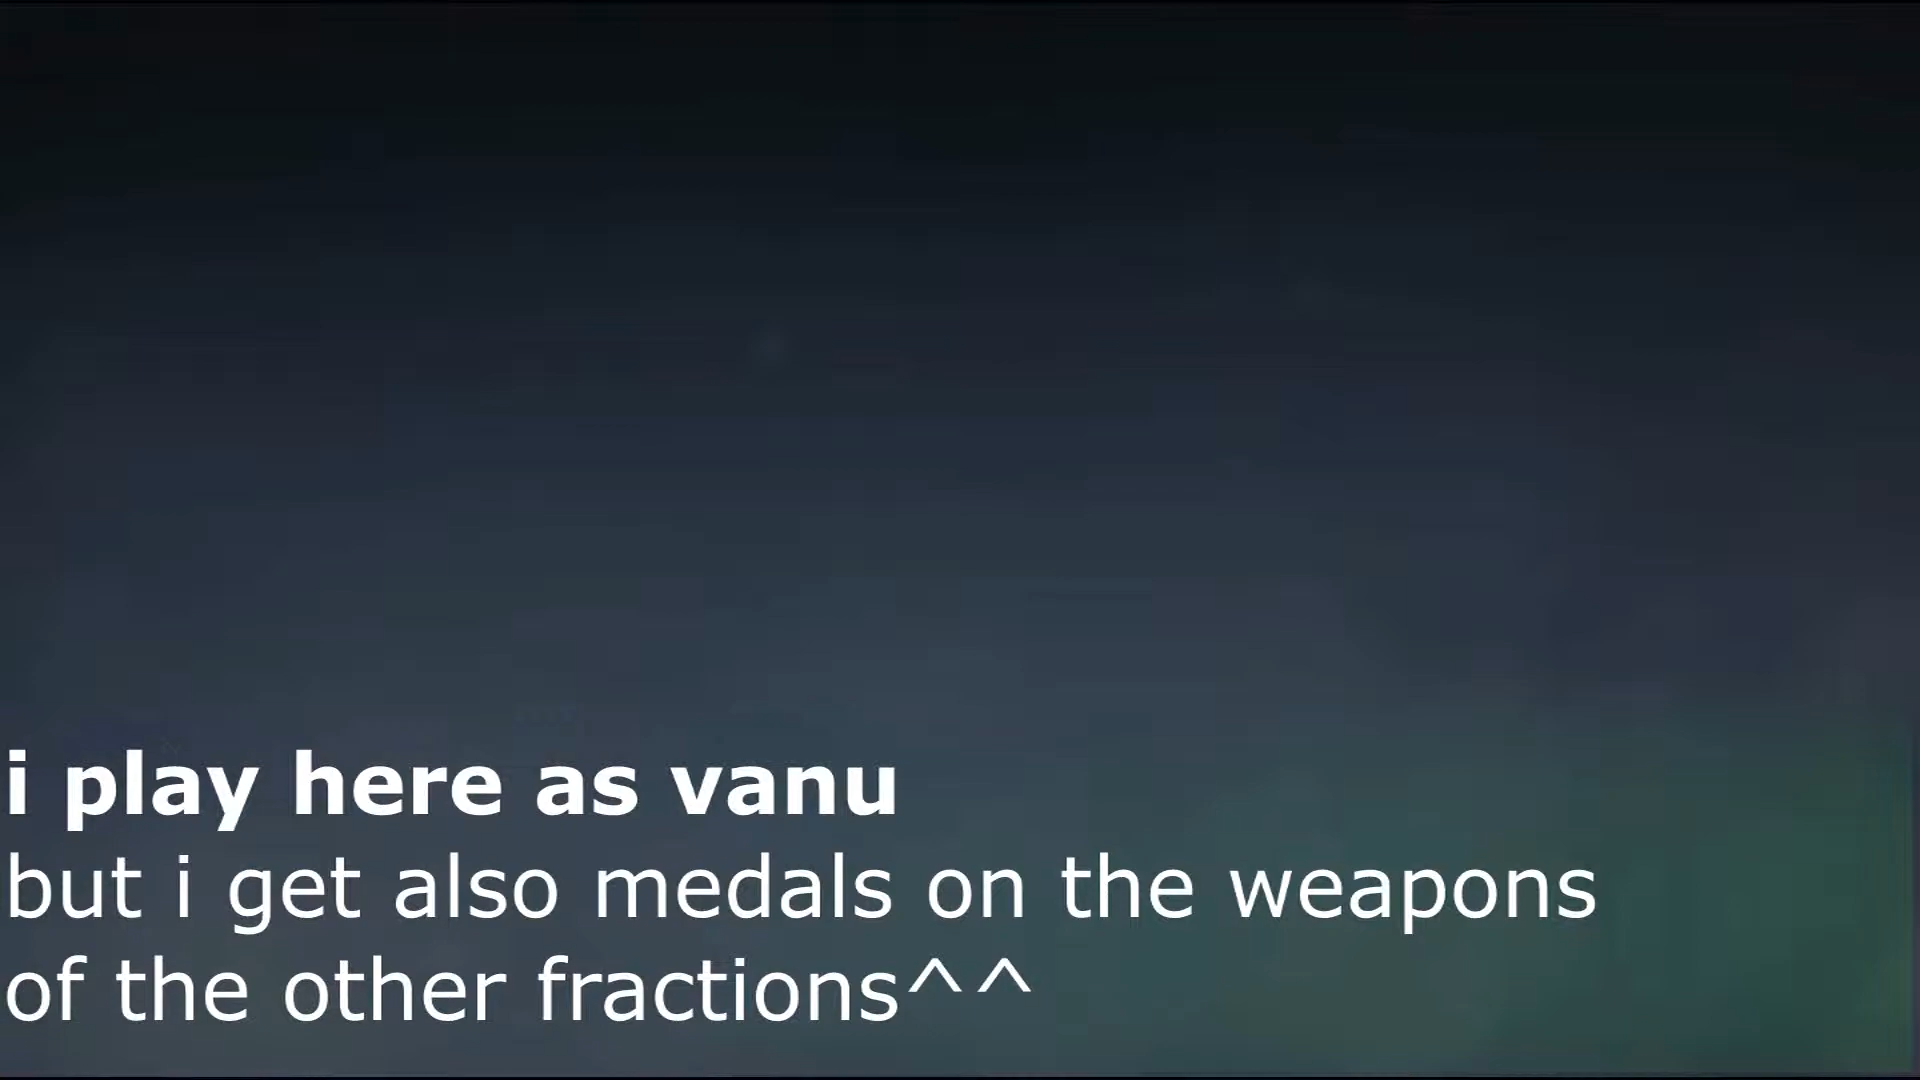 i play here as vanu
but i get also medals on the weapons
of the other fractions^^